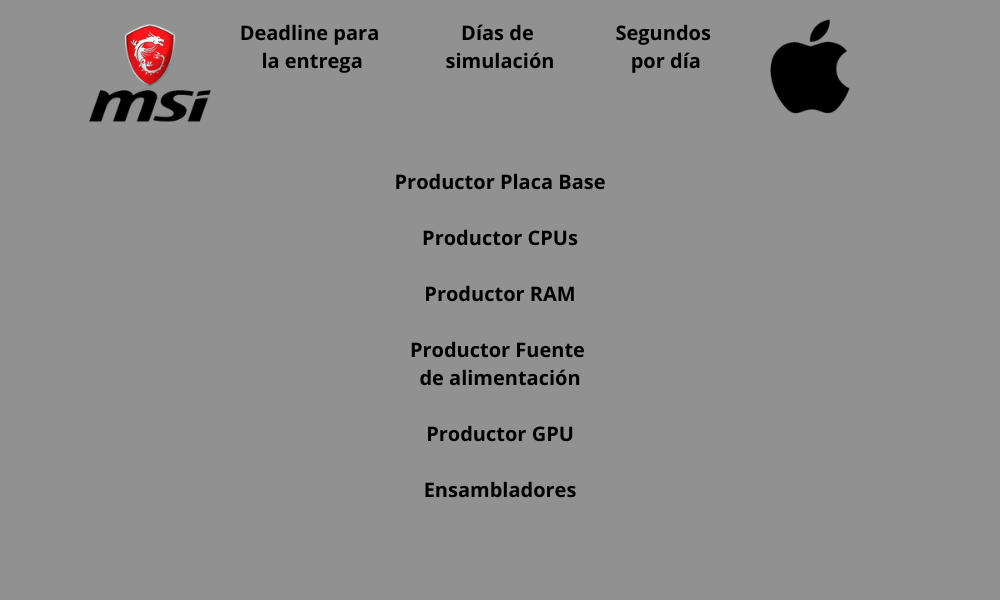 msi
Deadline para
la entrega
Días de
simulación
Segundos
por día
Productor Placa Base
Productor CPUs
Productor RAM
Productor Fuente
de alimentación
Productor GPU
Ensambladores